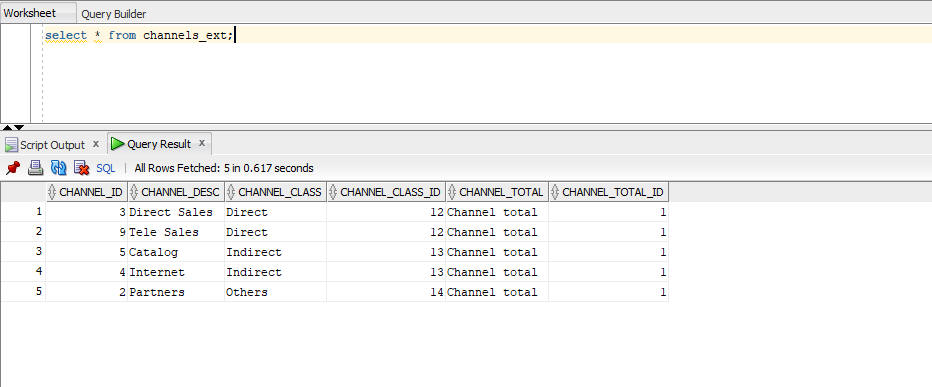 Worksheet Query Builder
select * from channels_ext;
Script Output x Query Result x
SQL | All Rows Fetched: 5 in 0.617 seconds
CHANNEL_ID CHANNEL_DESC CHANNEL_CLASS CHANNEL_CLASS_ID CHANNEL_TOTAL CHANNEL_TOTAL_ID
1 3 Direct Sales Direct 12 Channel total 1
2 9 Tele Sales Direct 12 Channel total 1
3 5 Catalog Indirect 13 Channel total 1
4 4 Internet Indirect 13 Channel total 1
5 2 Partners Others 14 Channel total 1